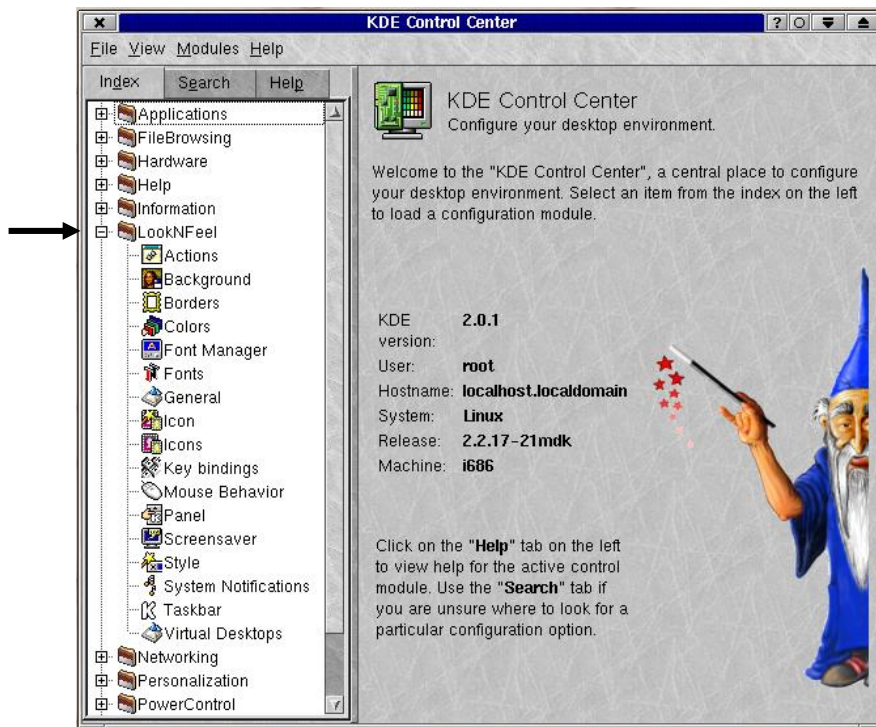 KDE Control Center
File View Modules Help
Index Search Help
Applications
FileBrowsing
Hardware
Help
Information
LookNFeel
Actions
Background
Borders
Colors
Font Manager
Fonts
General
Icon
Icons
Key bindings
Mouse Behavior
Panel
Screensaver
Style
System Notifications
Taskbar
Virtual Desktops
Networking
Personalization
PowerControl
KDE Control Center
Configure your desktop environment.
Welcome to the "KDE Control Center", a central place to configure
your desktop environment. Select an item from the index on the left
to load a configuration module.
KDE version: 2.0.1
User: root
Hostname: localhost.localdomain
System: Linux
Release: 2.2.17-21mdk
Machine: i686
Click on the "Help" tab on the left
to view help for the active control
module. Use the "Search" tab if
you are unsure where to look for a
particular configuration option.